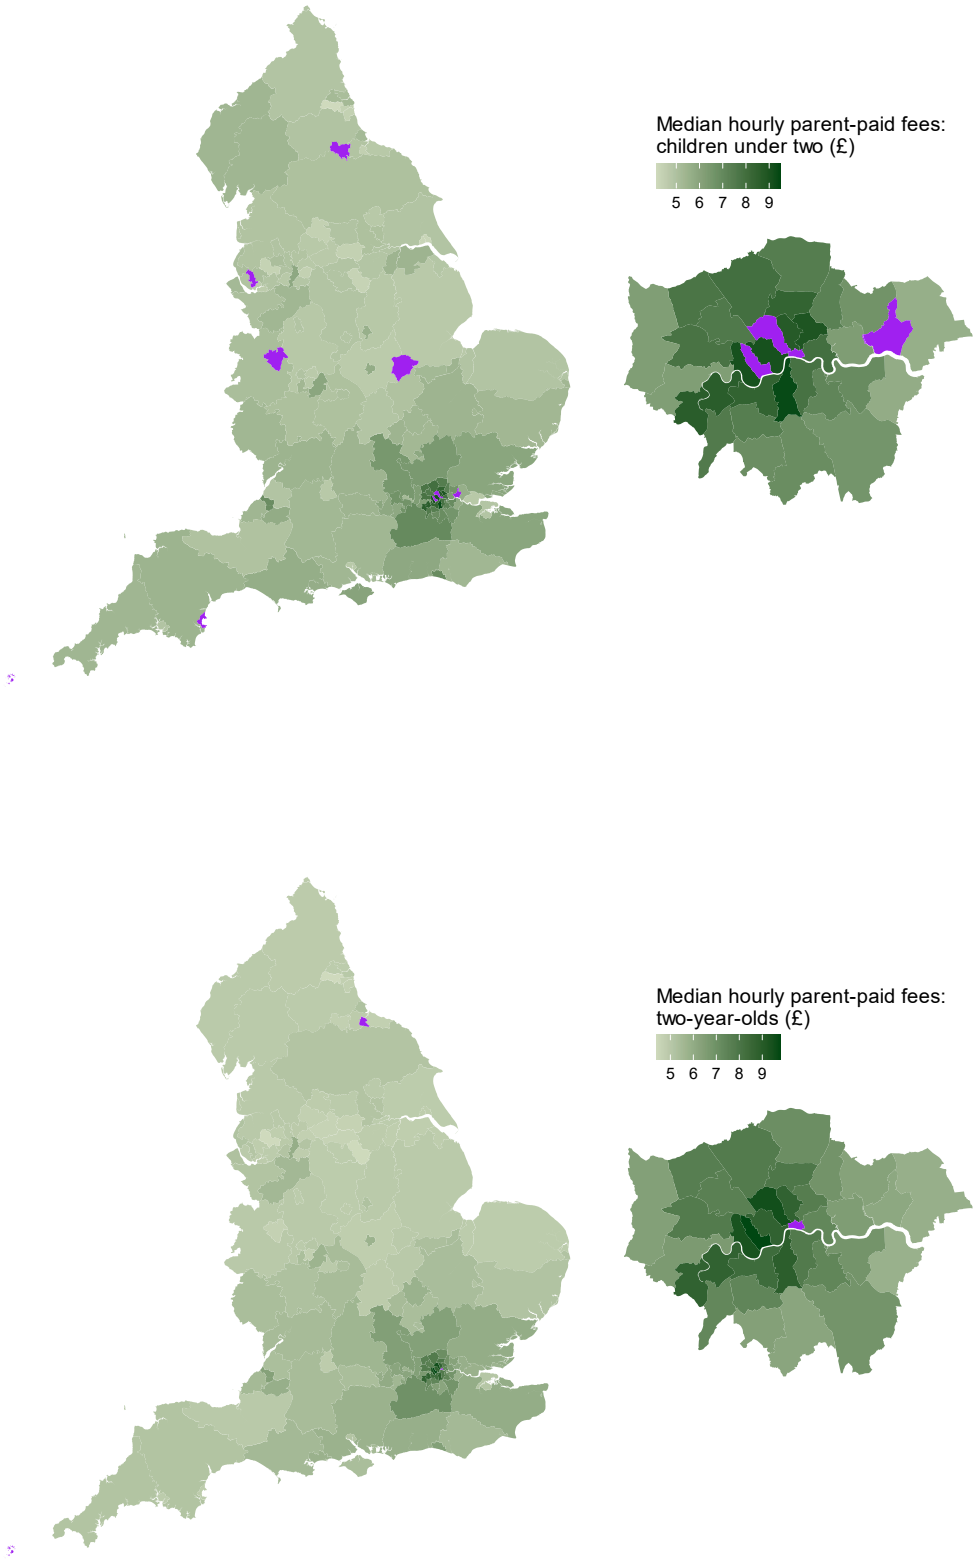 Median hourly parent-paid fees:
children under two (£)
5 6 7 8 9
Median hourly parent-paid fees:
two-year-olds (£)
5 6 7 8 9